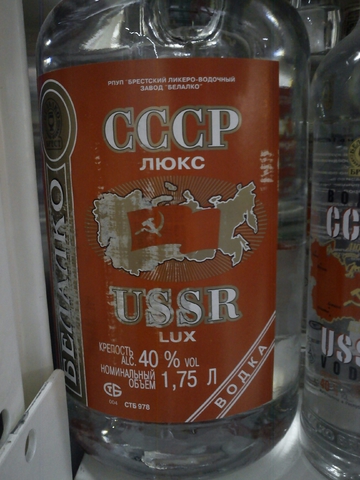 РПУП "БРЕСТСКИЙ ЛИКЕРО-ВОДОЧНЫЙ
ЗАВОД "БЕЛАЛКО"
СССР
ЛЮКС
USSR
LUX
КРЕПОСТЬ
ALC. 40 % VOL
НОМИНАЛЬНЫЙ
ОБЪЕМ 1,75 Л
СТБ 978
ВОДКА
БЕЛАЛКО